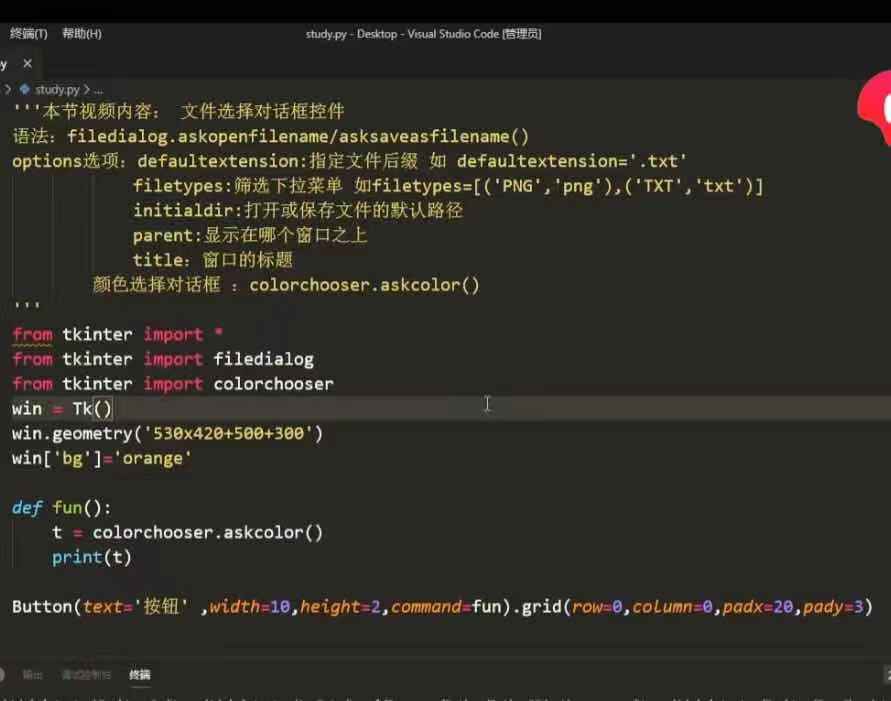 终端(T) 帮助(H) study.py - Desktop - Visual Studio Code [管理员]
y ×
> study.py > ...
'''本节视频内容： 文件选择对话框控件
语法：filedialog.askopenfilename/asksaveasfilename()
options选项：defaultextension:指定文件后缀 如 defaultextension='.txt'
filetypes:筛选下拉菜单 如filetypes=[('PNG','png'),('TXT','txt')]
initialdir:打开或保存文件的默认路径
parent:显示在哪个窗口之上
title：窗口的标题
颜色选择对话框 ：colorchooser.askcolor()
'''
from tkinter import *
from tkinter import filedialog
from tkinter import colorchooser
win = Tk()
win.geometry('530x420+500+300')
win['bg']='orange'
def fun():
t = colorchooser.askcolor()
print(t)
Button(text='按钮' ,width=10,height=2,command=fun).grid(row=0,column=0,padx=20,pady=3)
输出 调试控制台 终端